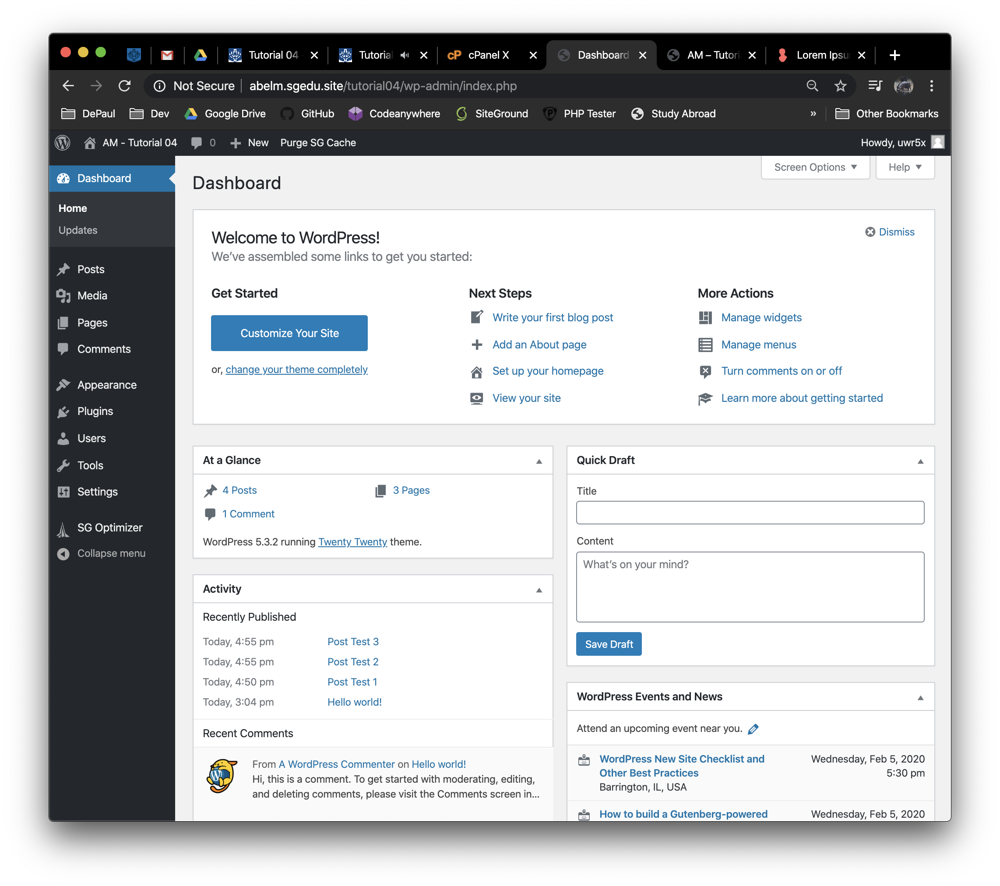 Tutorial 04
Tutorial
cPanel X
Dashboard
AM – Tutori
Lorem Ipsu
Not Secure
abelm.sgedu.site/tutorial04/wp-admin/index.php
DePaul
Dev
Google Drive
GitHub
Codeanywhere
SiteGround
PHP Tester
Study Abroad
»
Other Bookmarks
AM - Tutorial 04
0
New
Purge SG Cache
Howdy, uwr5x
Dashboard
Home
Updates
Posts
Media
Pages
Comments
Appearance
Plugins
Users
Tools
Settings
SG Optimizer
Collapse menu
Screen Options
Help
Dashboard
Welcome to WordPress!
We’ve assembled some links to get you started:
Dismiss
Get Started
Customize Your Site
or, change your theme completely
Next Steps
Write your first blog post
Add an About page
Set up your homepage
View your site
More Actions
Manage widgets
Manage menus
Turn comments on or off
Learn more about getting started
At a Glance
4 Posts
3 Pages
1 Comment
WordPress 5.3.2 running Twenty Twenty theme.
Activity
Recently Published
Today, 4:55 pm Post Test 3
Today, 4:55 pm Post Test 2
Today, 4:50 pm Post Test 1
Today, 3:04 pm Hello world!
Recent Comments
From A WordPress Commenter on Hello world!
Hi, this is a comment. To get started with moderating, editing,
and deleting comments, please visit the Comments screen in...
Quick Draft
Title
Content
What’s on your mind?
Save Draft
WordPress Events and News
Attend an upcoming event near you.
WordPress New Site Checklist and
Other Best Practices
Barrington, IL, USA
Wednesday, Feb 5, 2020
5:30 pm
How to build a Gutenberg-powered
Wednesday, Feb 5, 2020